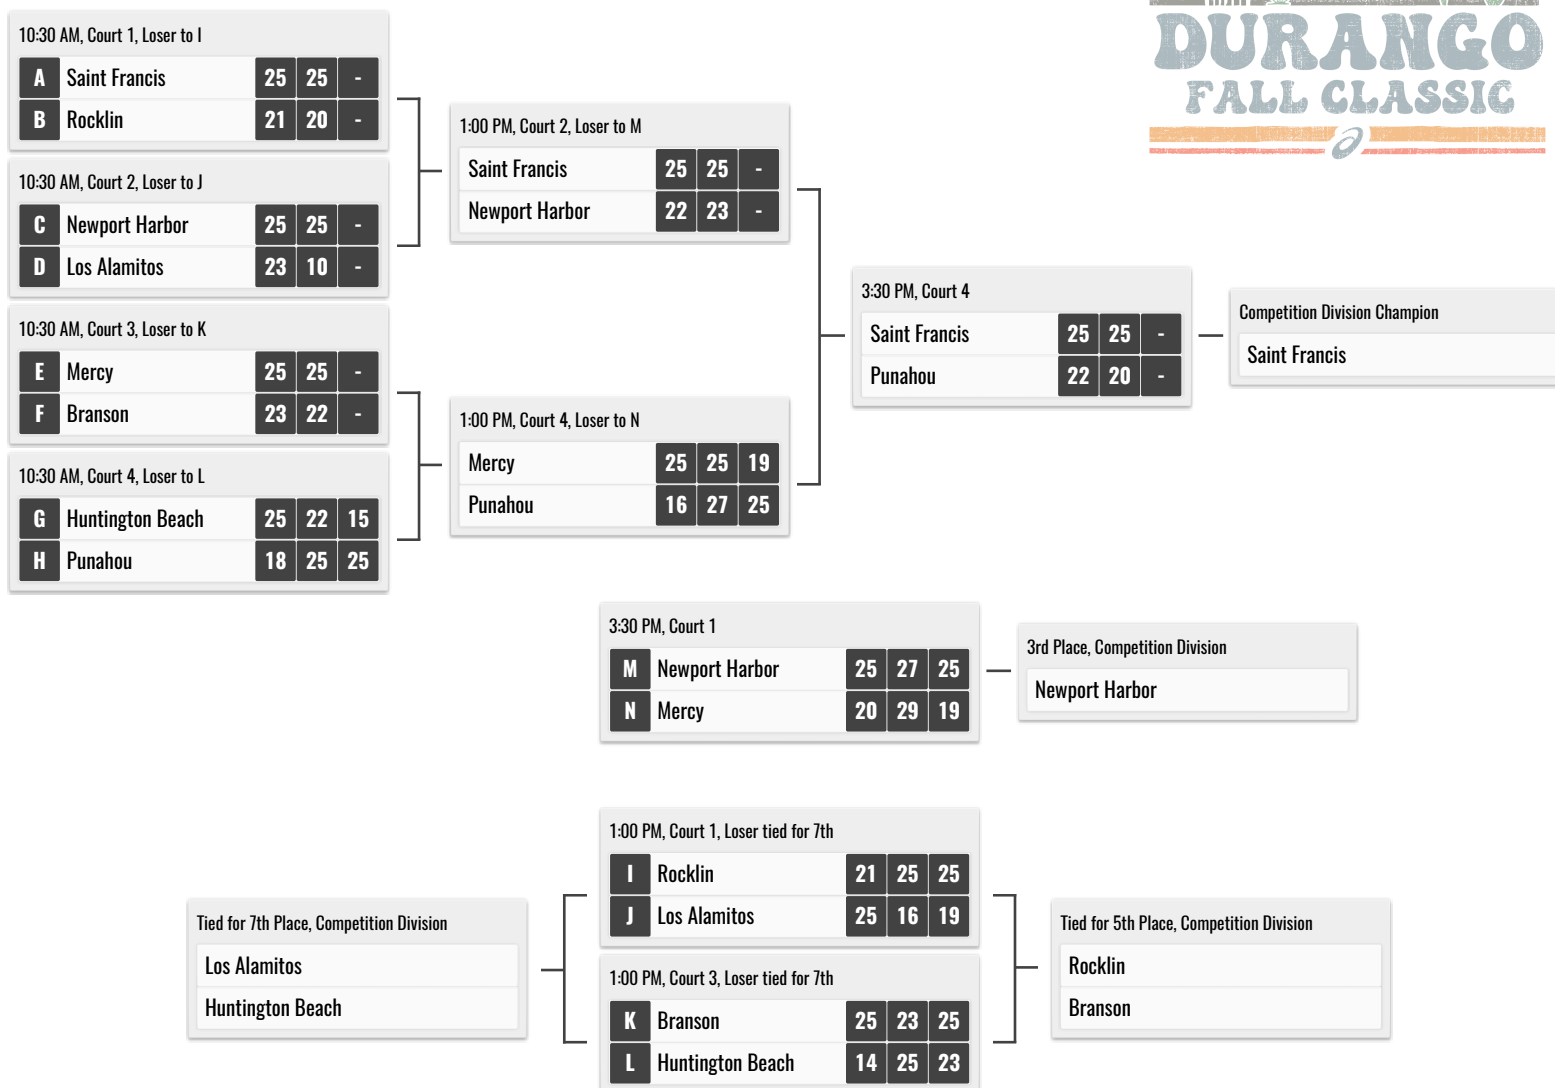 DURANGO
FALL CLASSIC
10:30 AM, Court 1, Loser to I
A Saint Francis 25 25 -
B Rocklin 21 20 -
10:30 AM, Court 2, Loser to J
C Newport Harbor 25 25 -
D Los Alamitos 23 10 -
10:30 AM, Court 3, Loser to K
E Mercy 25 25 -
F Branson 23 22 -
10:30 AM, Court 4, Loser to L
G Huntington Beach 25 22 15
H Punahou 18 25 25
1:00 PM, Court 2, Loser to M
Saint Francis 25 25 -
Newport Harbor 22 23 -
1:00 PM, Court 4, Loser to N
Mercy 25 25 19
Punahou 16 27 25
3:30 PM, Court 4
Saint Francis 25 25 -
Punahou 22 20 -
Competition Division Champion
Saint Francis
3:30 PM, Court 1
M Newport Harbor 25 27 25
N Mercy 20 29 19
3rd Place, Competition Division
Newport Harbor
1:00 PM, Court 1, Loser tied for 7th
I Rocklin 21 25 25
J Los Alamitos 25 16 19
1:00 PM, Court 3, Loser tied for 7th
K Branson 25 23 25
L Huntington Beach 14 25 23
Tied for 7th Place, Competition Division
Los Alamitos
Huntington Beach
Tied for 5th Place, Competition Division
Rocklin
Branson